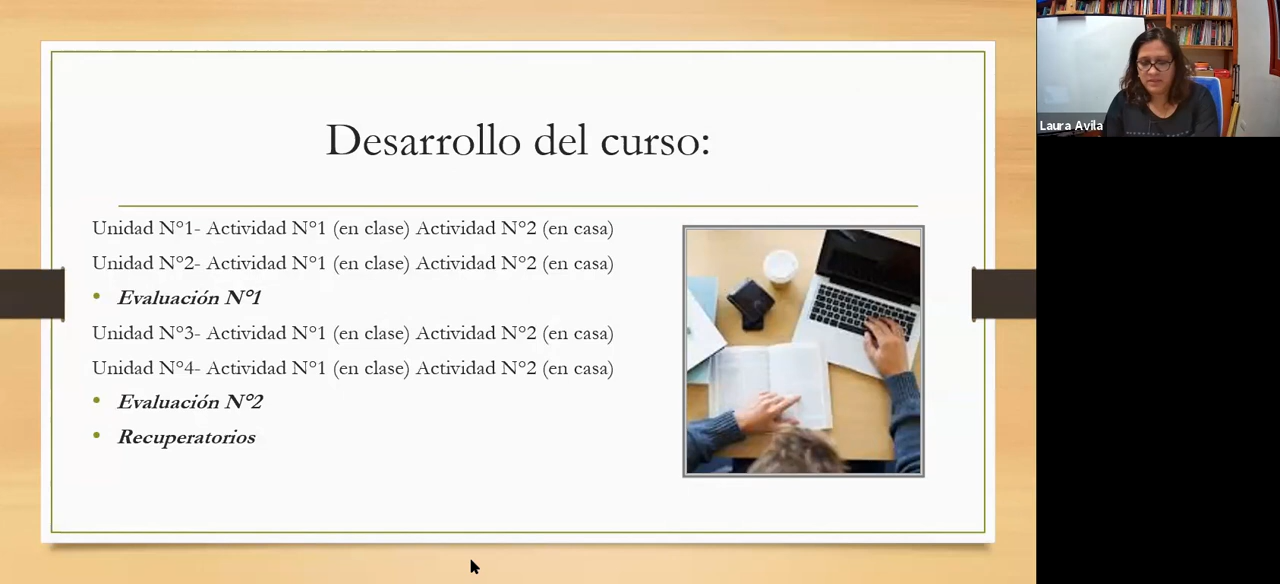 Desarrollo del curso:
Unidad N°1- Actividad N°1 (en clase) Actividad N°2 (en casa)
Unidad N°2- Actividad N°1 (en clase) Actividad N°2 (en casa)
• Evaluación N°1
Unidad N°3- Actividad N°1 (en clase) Actividad N°2 (en casa)
Unidad N°4- Actividad N°1 (en clase) Actividad N°2 (en casa)
• Evaluación N°2
• Recuperatorios
Laura Avila